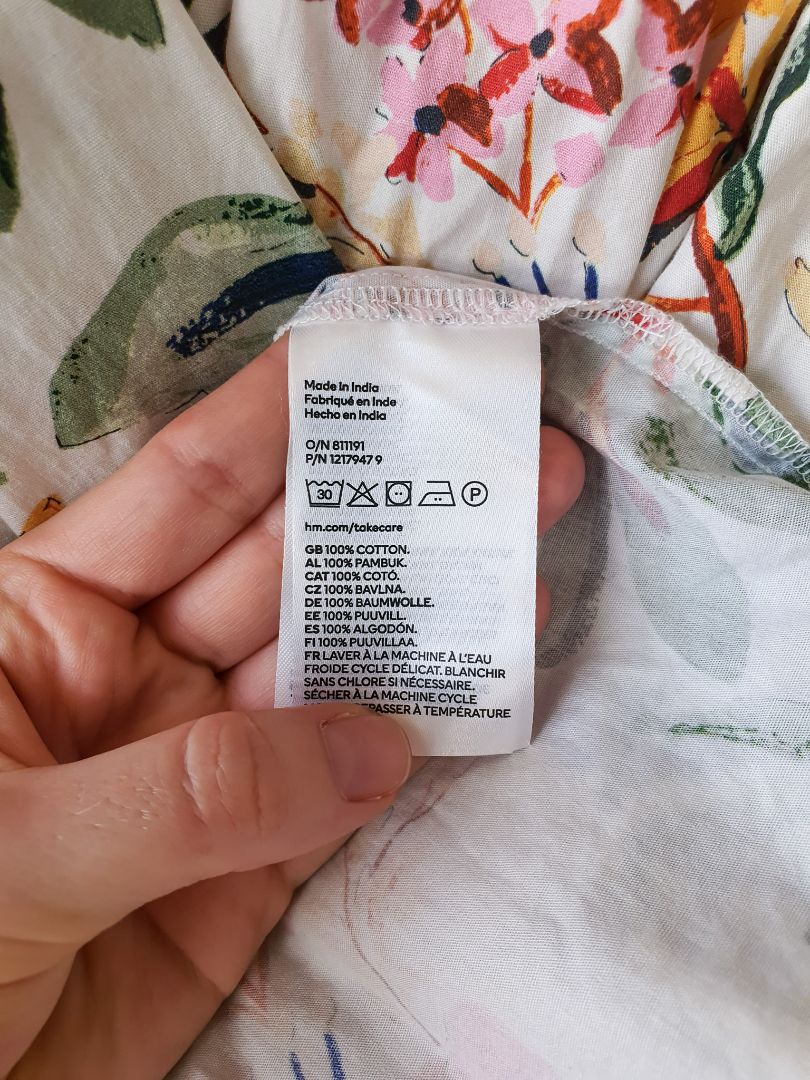 Made in India
Fabriqué en Inde
Hecho en India
O/N 811191
P/N 1217947 9
30 P
hm.com/takecare
GB 100% COTTON.
AL 100% PAMBUK.
CAT 100% COTÓ.
CZ 100% BAVLNA.
DE 100% BAUMWOLLE.
EE 100% PUUVILL.
ES 100% ALGODÓN.
FI 100% PUUVILLAA.
FR LAVER À LA MACHINE À L'EAU
FROIDE CYCLE DÉLICAT. BLANCHIR
SANS CHLORE SI NÉCESSAIRE.
SÉCHER À LA MACHINE CYCLE
À TEMPÉRATURE